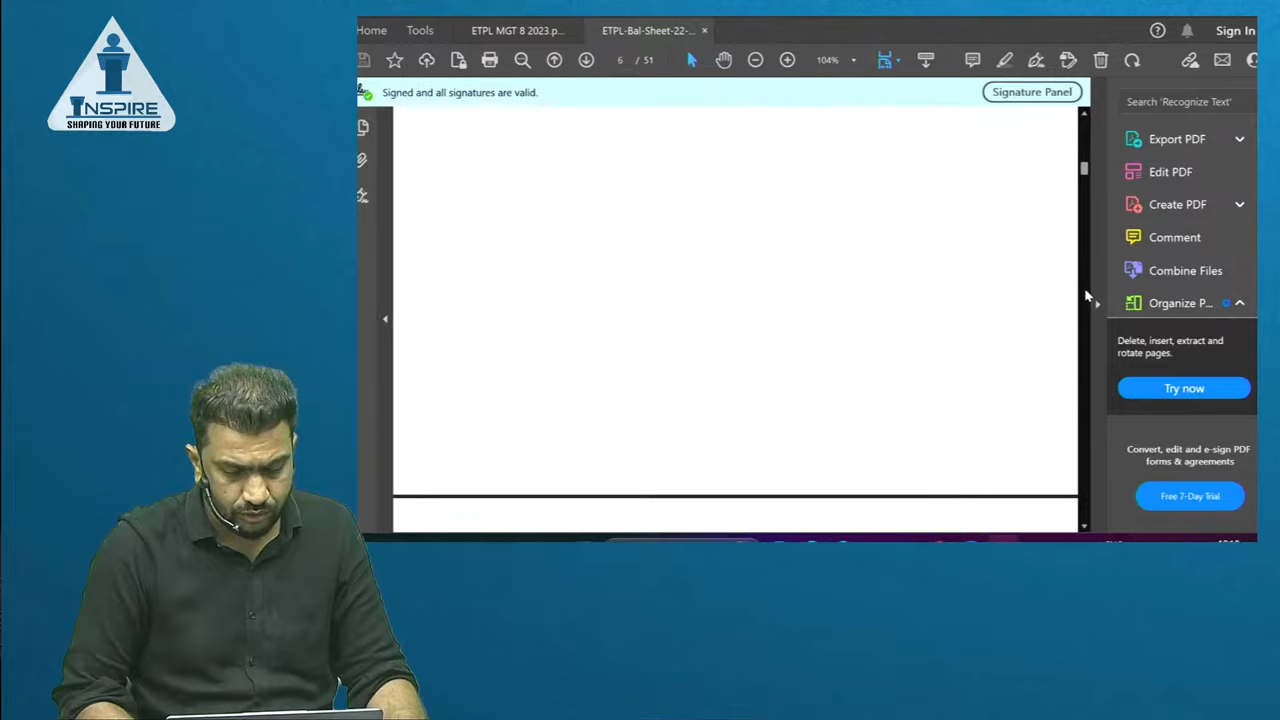 INSPIRE
SHAPING YOUR FUTURE
Home Tools ETPL MGT 8 2023.p... ETPL-Bal-Sheet-22-... × Sign In
6 / 51 104%
Signed and all signatures are valid. Signature Panel
Search 'Recognize Text'
Export PDF
Edit PDF
Create PDF
Comment
Combine Files
Organize P...
Delete, insert, extract and
rotate pages.
Try now
Convert, edit and e-sign PDF
forms & agreements
Free 7-Day Trial